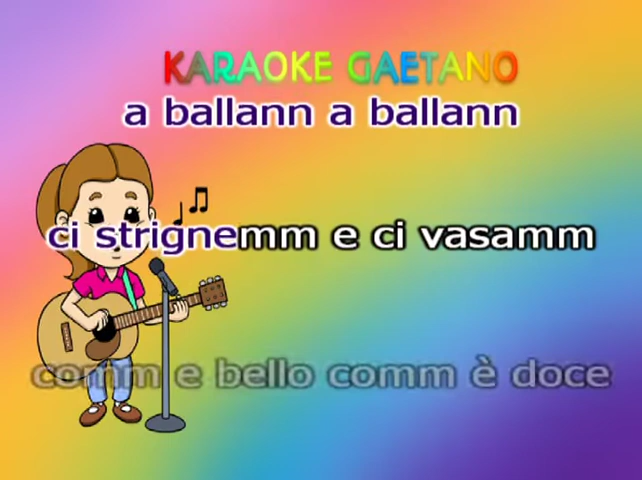 KARAOKE GAETANO
a ballann a ballann
ci strignemm e ci vasamm
comm e bello comm è doce